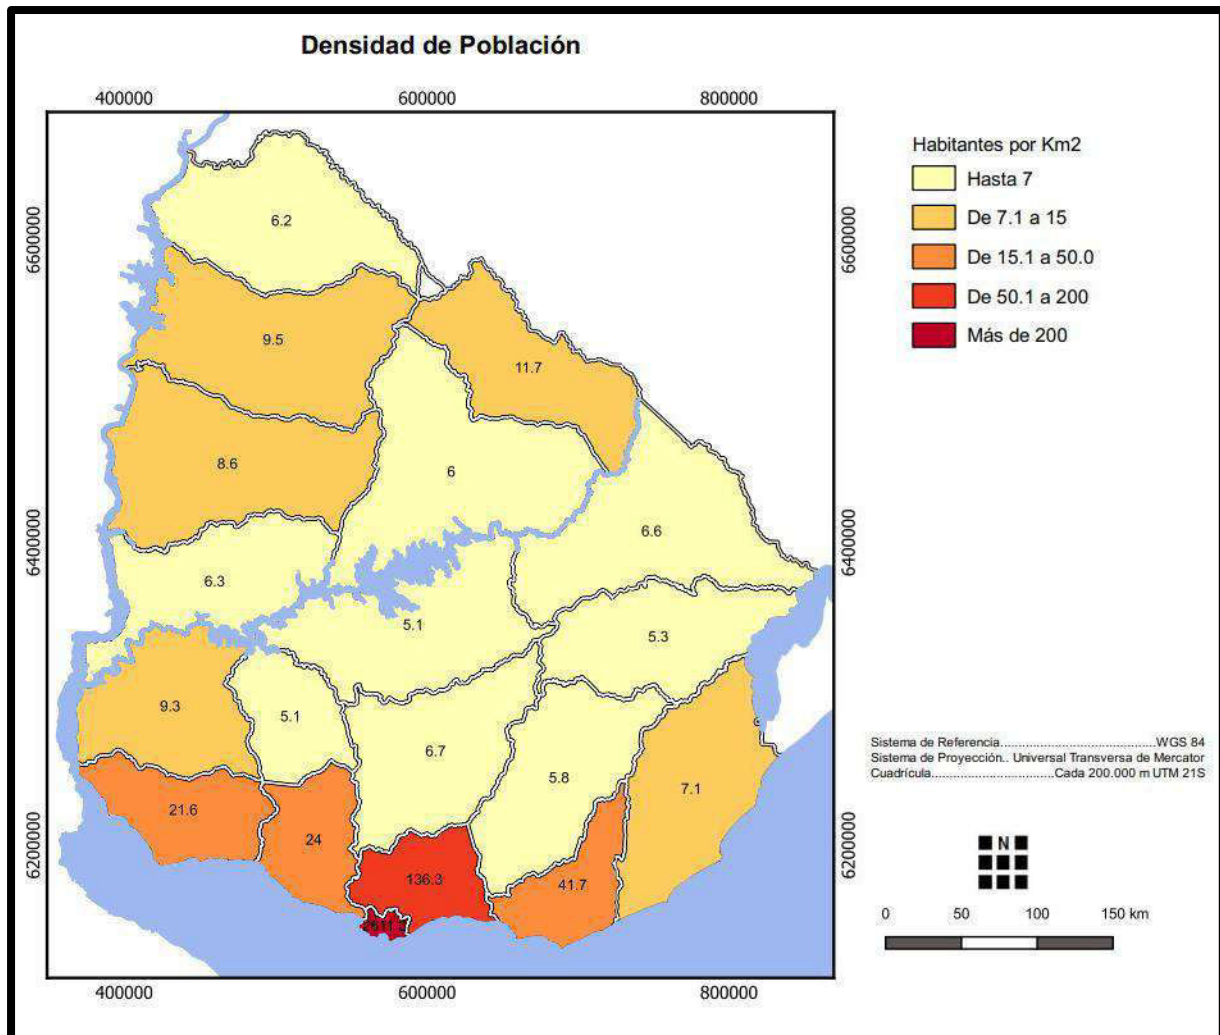 Densidad de Población
400000 600000 800000
6600000 6600000
6400000 6400000
6200000 6200000
6.2
9.5
11.7
8.6
6
6.6
6.3
5.1
5.3
9.3
5.1
6.7
5.8
7.1
21.6
24
136.3
41.7
400000 600000 800000
Habitantes por Km2
Hasta 7
De 7.1 a 15
De 15.1 a 50.0
De 50.1 a 200
Más de 200
Sistema de Referencia................................................WGS 84
Sistema de Proyección.. Universal Transversa de Mercator
Cuadrícula......................................Cada 200.000 m UTM 21S
N
0 50 100 150 km